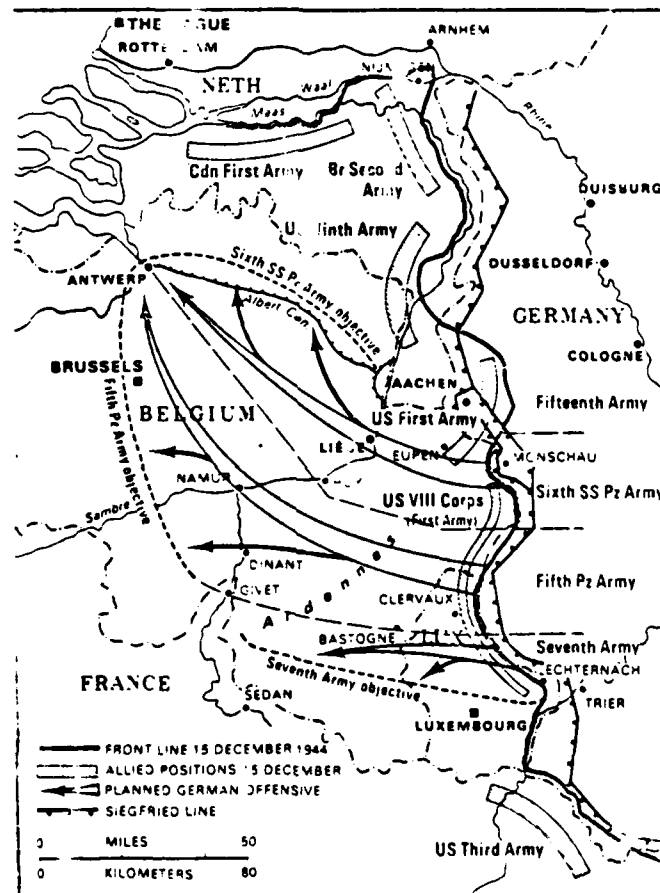 ARNHEM
NETH
Waal
Maas
Rhine
Cdn First Army
Br Second
Army
DUISBURG
Sixth SS Pz Army objective
DUSSELDORF
ANTWERP
Albert Can
GERMANY
COLOGNE
BRUSSELS
AACHEN
Fifteenth Army
BELGIUM
US First Army
Fifth Pz Army objective
EUPEN
MONSCHAU
NAMUR
US VIII Corps
(First Army)
Sixth SS Pz Army
Sambre
DINANT
Fifth Pz Army
GIVET
Ardennes
CLERVAUX
BASTOGNE
Seventh Army
Seventh Army objective
ECHTERNACH
FRANCE
SEDAN
TRIER
LUXEMBOURG
FRONT LINE 15 DECEMBER 1944
ALLIED POSITIONS 15 DECEMBER
PLANNED GERMAN OFFENSIVE
SIEGFRIED LINE
0 MILES 50
0 KILOMETERS 80
US Third Army